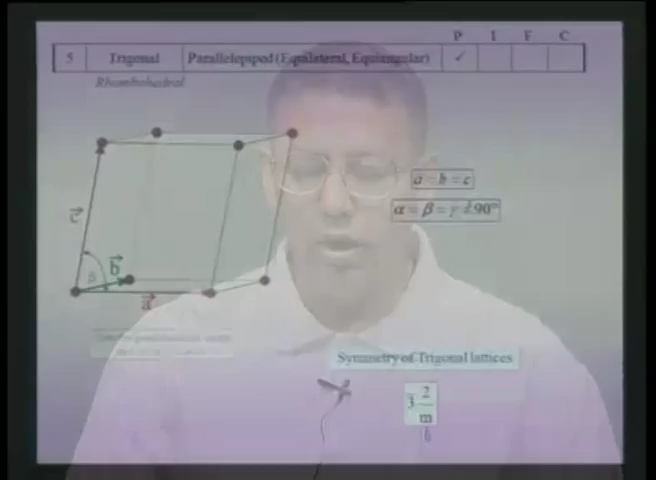 P I F C
5 Trigonal Parallelepiped (Equilateral, Equiangular) ✓
Rhombohedral
a = b = c
α = β = γ ≠ 90°
c⃗
b⃗
a⃗
Symmetry of Trigonal lattices
3̄ 2/m